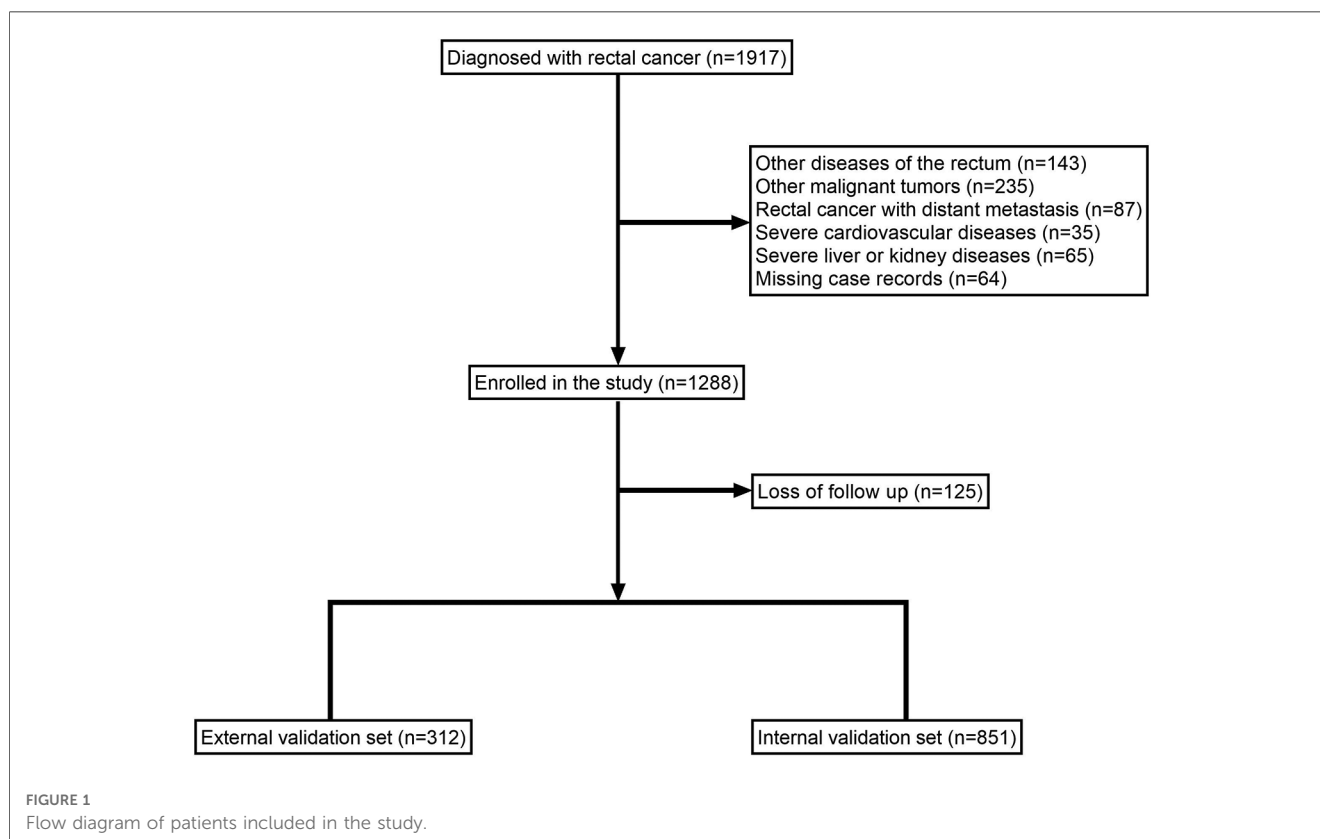 Diagnosed with rectal cancer (n=1917)
Other diseases of the rectum (n=143)
Other malignant tumors (n=235)
Rectal cancer with distant metastasis (n=87)
Severe cardiovascular diseases (n=35)
Severe liver or kidney diseases (n=65)
Missing case records (n=64)
Enrolled in the study (n=1288)
Loss of follow up (n=125)
External validation set (n=312)
Internal validation set (n=851)
FIGURE 1
Flow diagram of patients included in the study.